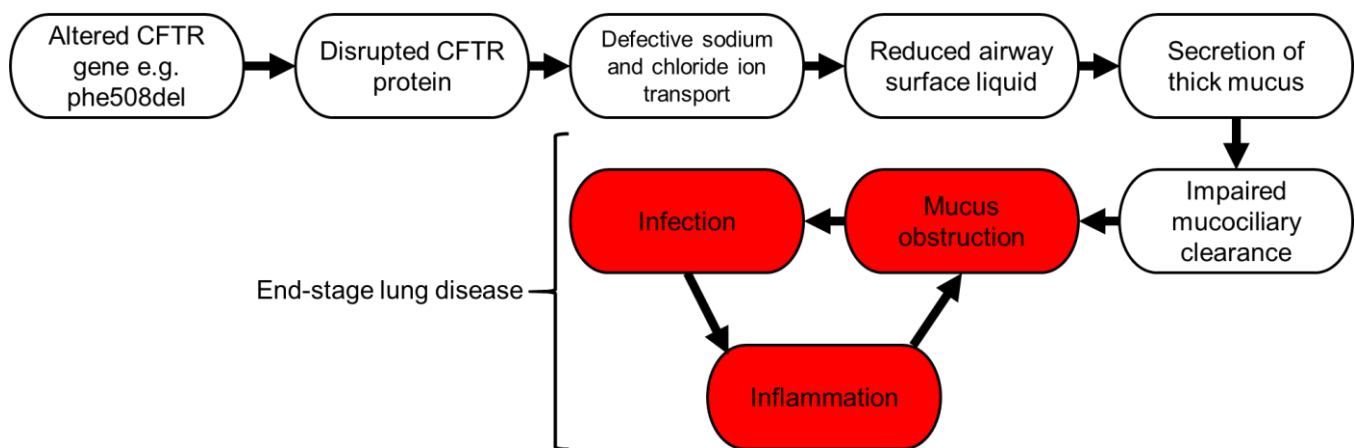 Altered CFTR
gene e.g.
phe508del
Disrupted CFTR
protein
Defective sodium
and chloride ion
transport
Reduced airway
surface liquid
Secretion of
thick mucus
Impaired
mucociliary
clearance
Mucus
obstruction
Infection
Inflammation
End-stage lung disease